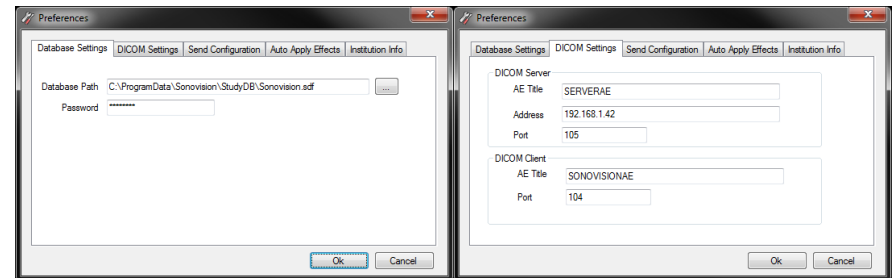 Preferences
Database Settings DICOM Settings Send Configuration Auto Apply Effects Institution Info
Database Path C:\ProgramData\Sonovision\StudyDB\Sonovision.sdf ...
Password ********
Ok Cancel
Preferences
Database Settings DICOM Settings Send Configuration Auto Apply Effects Institution Info
DICOM Server
AE Title SERVERAE
Address 192.168.1.42
Port 105
DICOM Client
AE Title SONOVISIONAE
Port 104
Ok Cancel